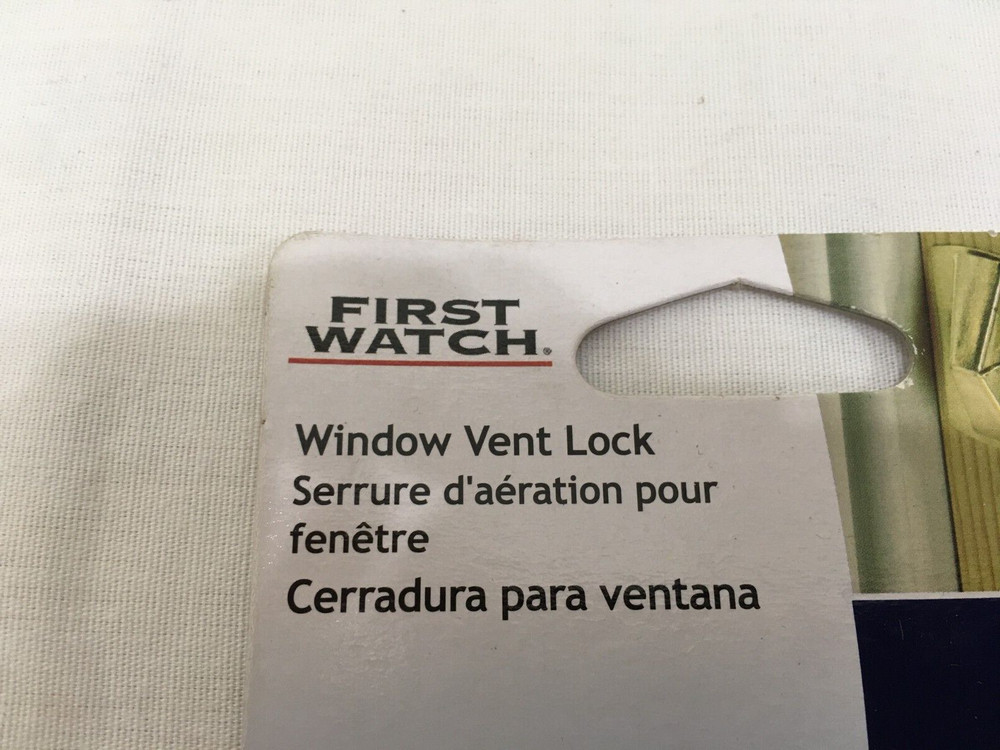 FIRST
WATCH®
Window Vent Lock
Serrure d'aération pour
fenêtre
Cerradura para ventana